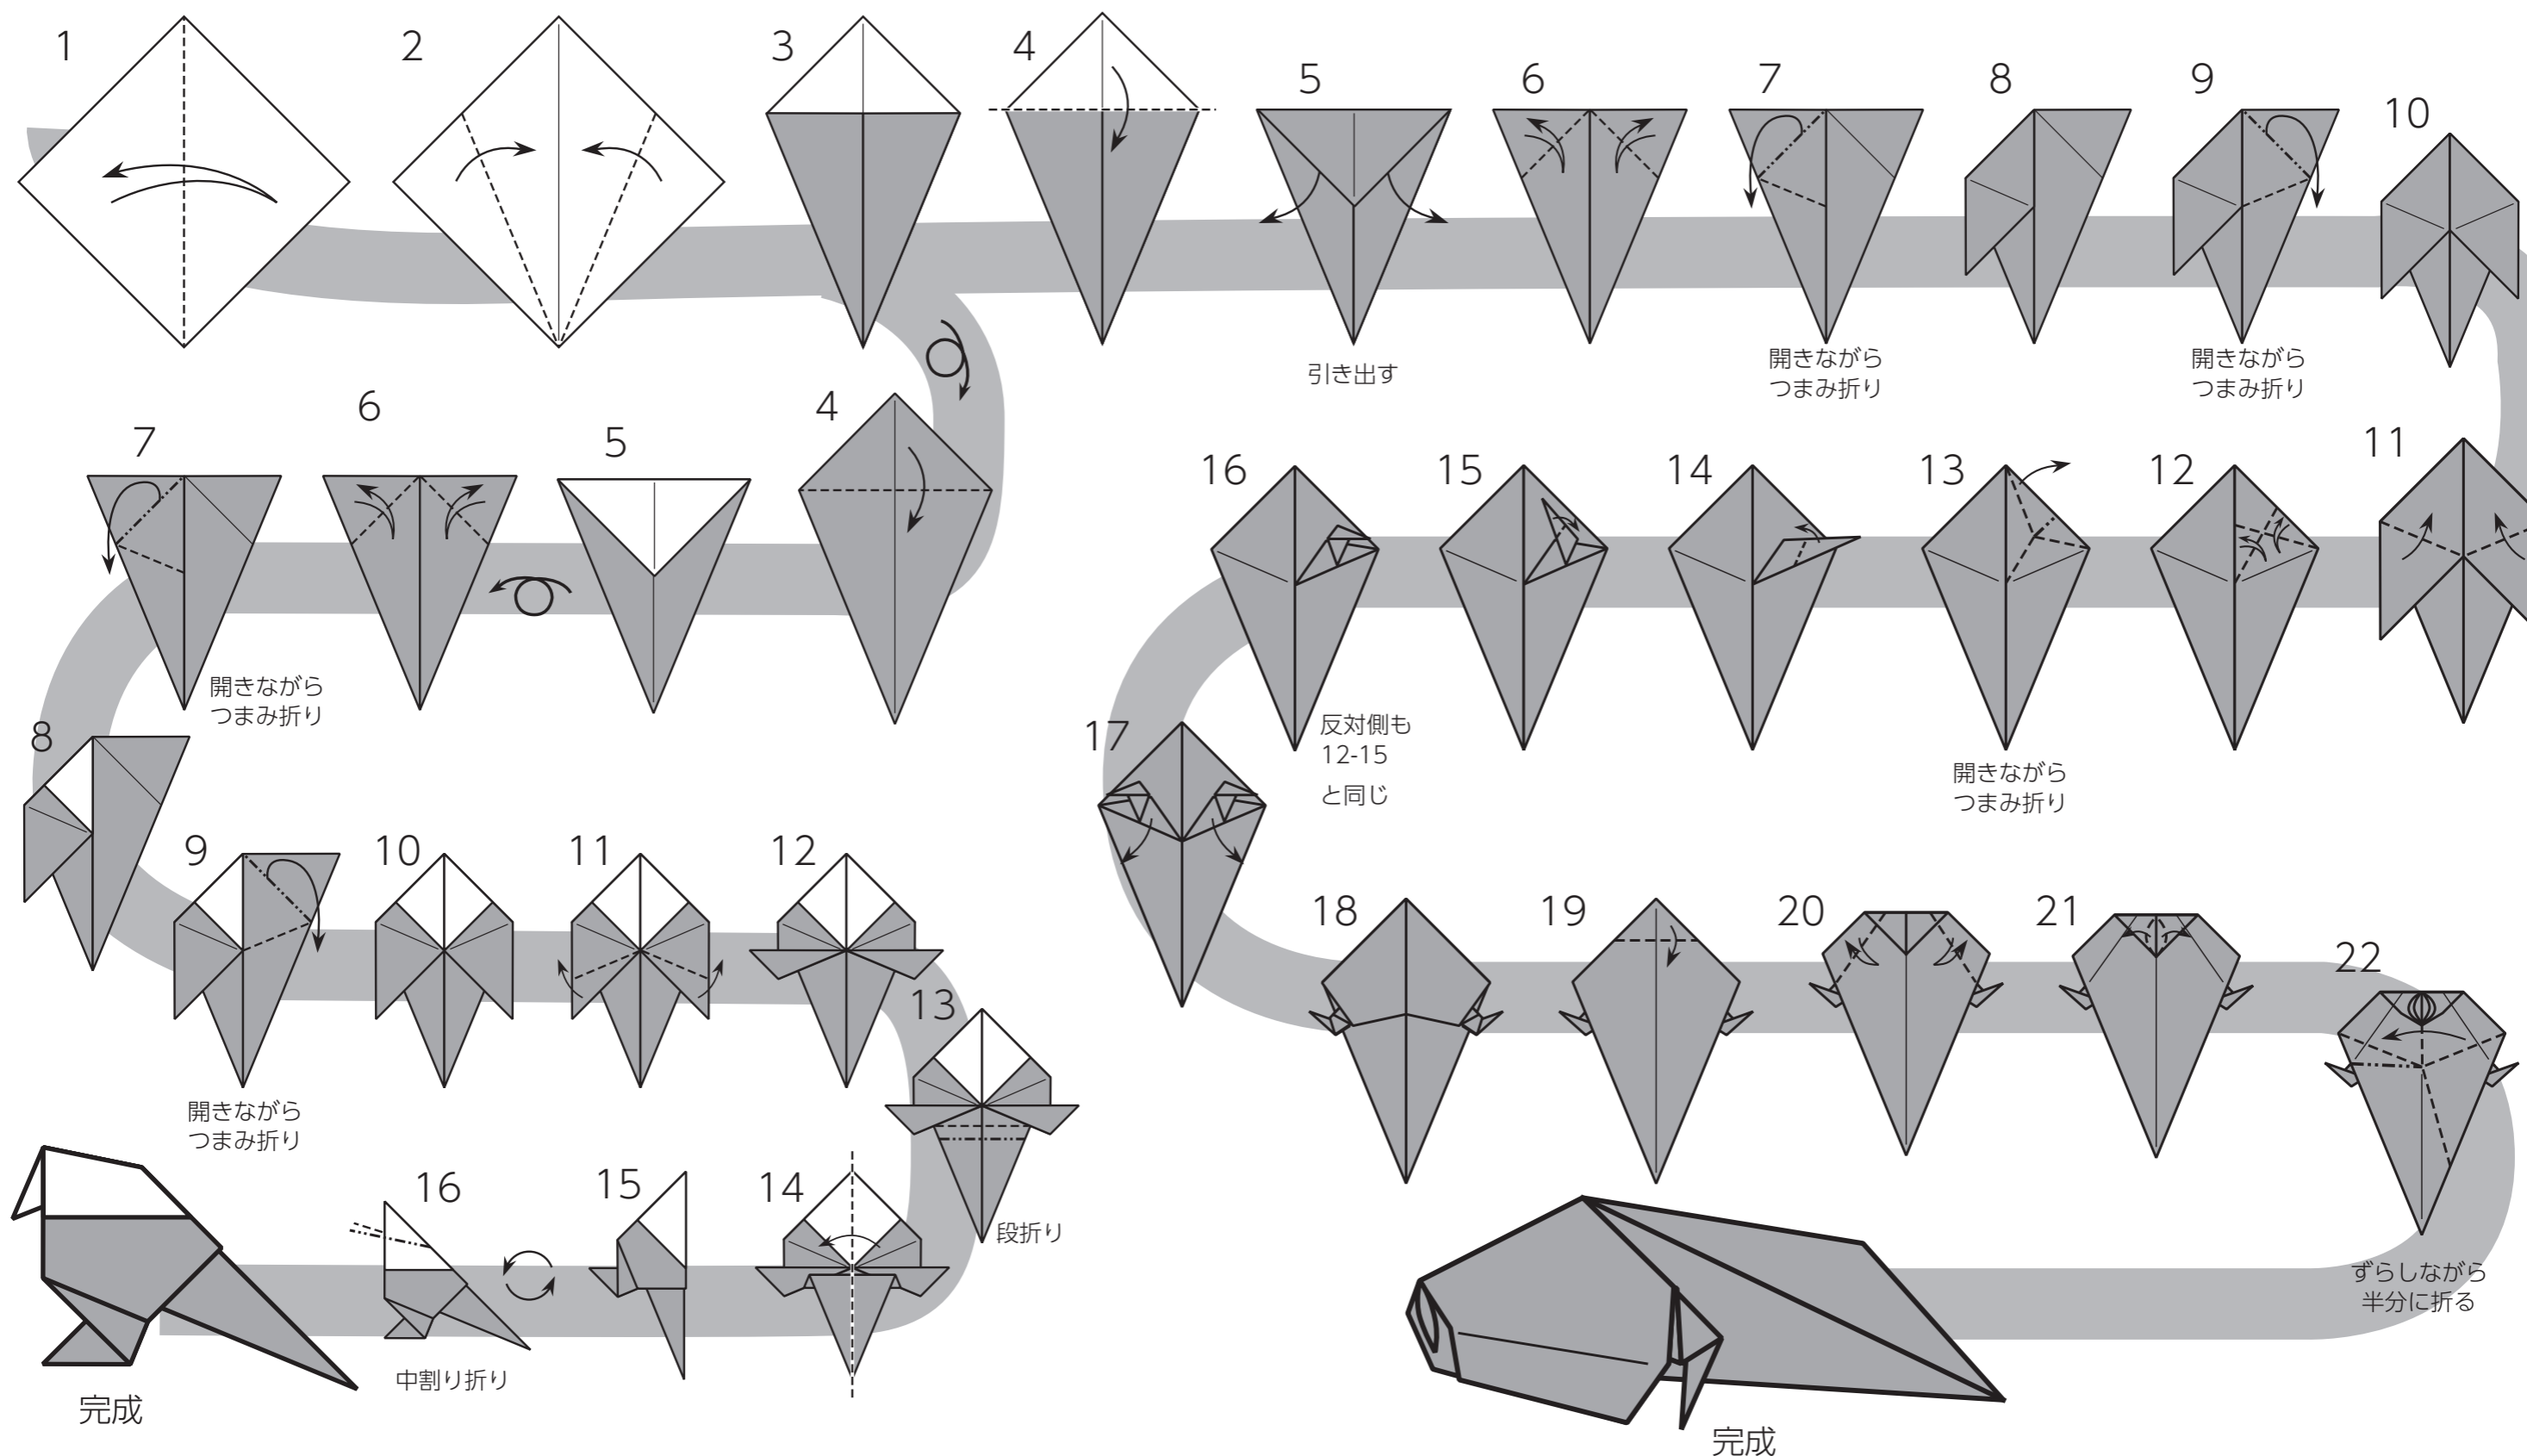 1
2
3
4
5
引き出す
6
7
開きながら
つまみ折り
8
9
開きながら
つまみ折り
10
11
12
13
開きながら
つまみ折り
14
15
16
反対側も
12-15
と同じ
17
18
19
20
21
22
ずらしながら
半分に折る
完成
4
5
6
7
開きながら
つまみ折り
8
9
開きながら
つまみ折り
10
11
12
13
段折り
14
15
16
中割り折り
完成